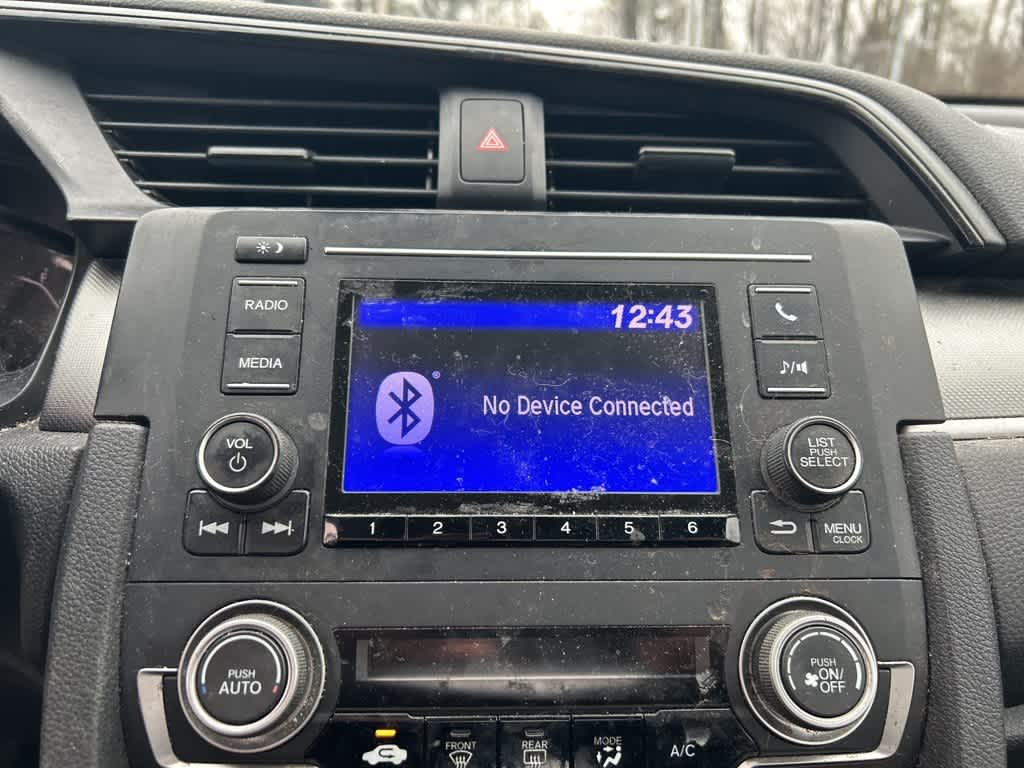 RADIO
12:43
MEDIA
®
No Device Connected
VOL
LIST
PUSH
SELECT
1 2 3 4 5 6
MENU
CLOCK
PUSH
AUTO
PUSH
ON/
OFF
FRONT
REAR
MODE
A/C